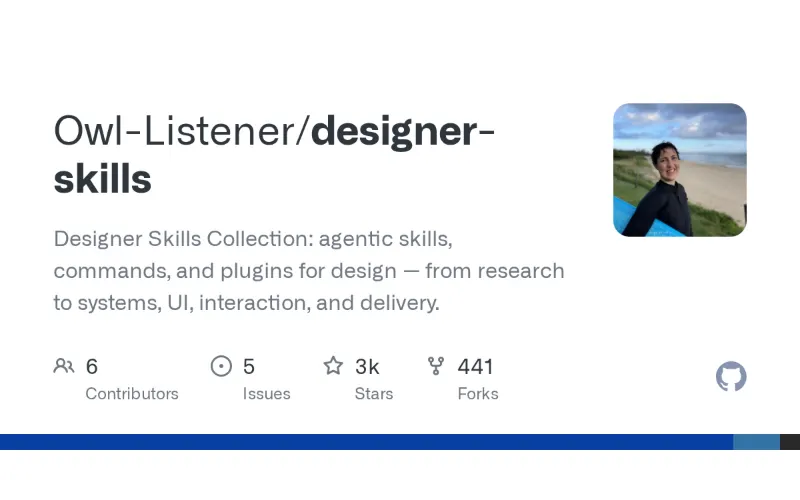 Owl-Listener/designer-
skills
Designer Skills Collection: agentic skills,
commands, and plugins for design — from research
to systems, UI, interaction, and delivery.
6
Contributors
5
Issues
3k
Stars
441
Forks